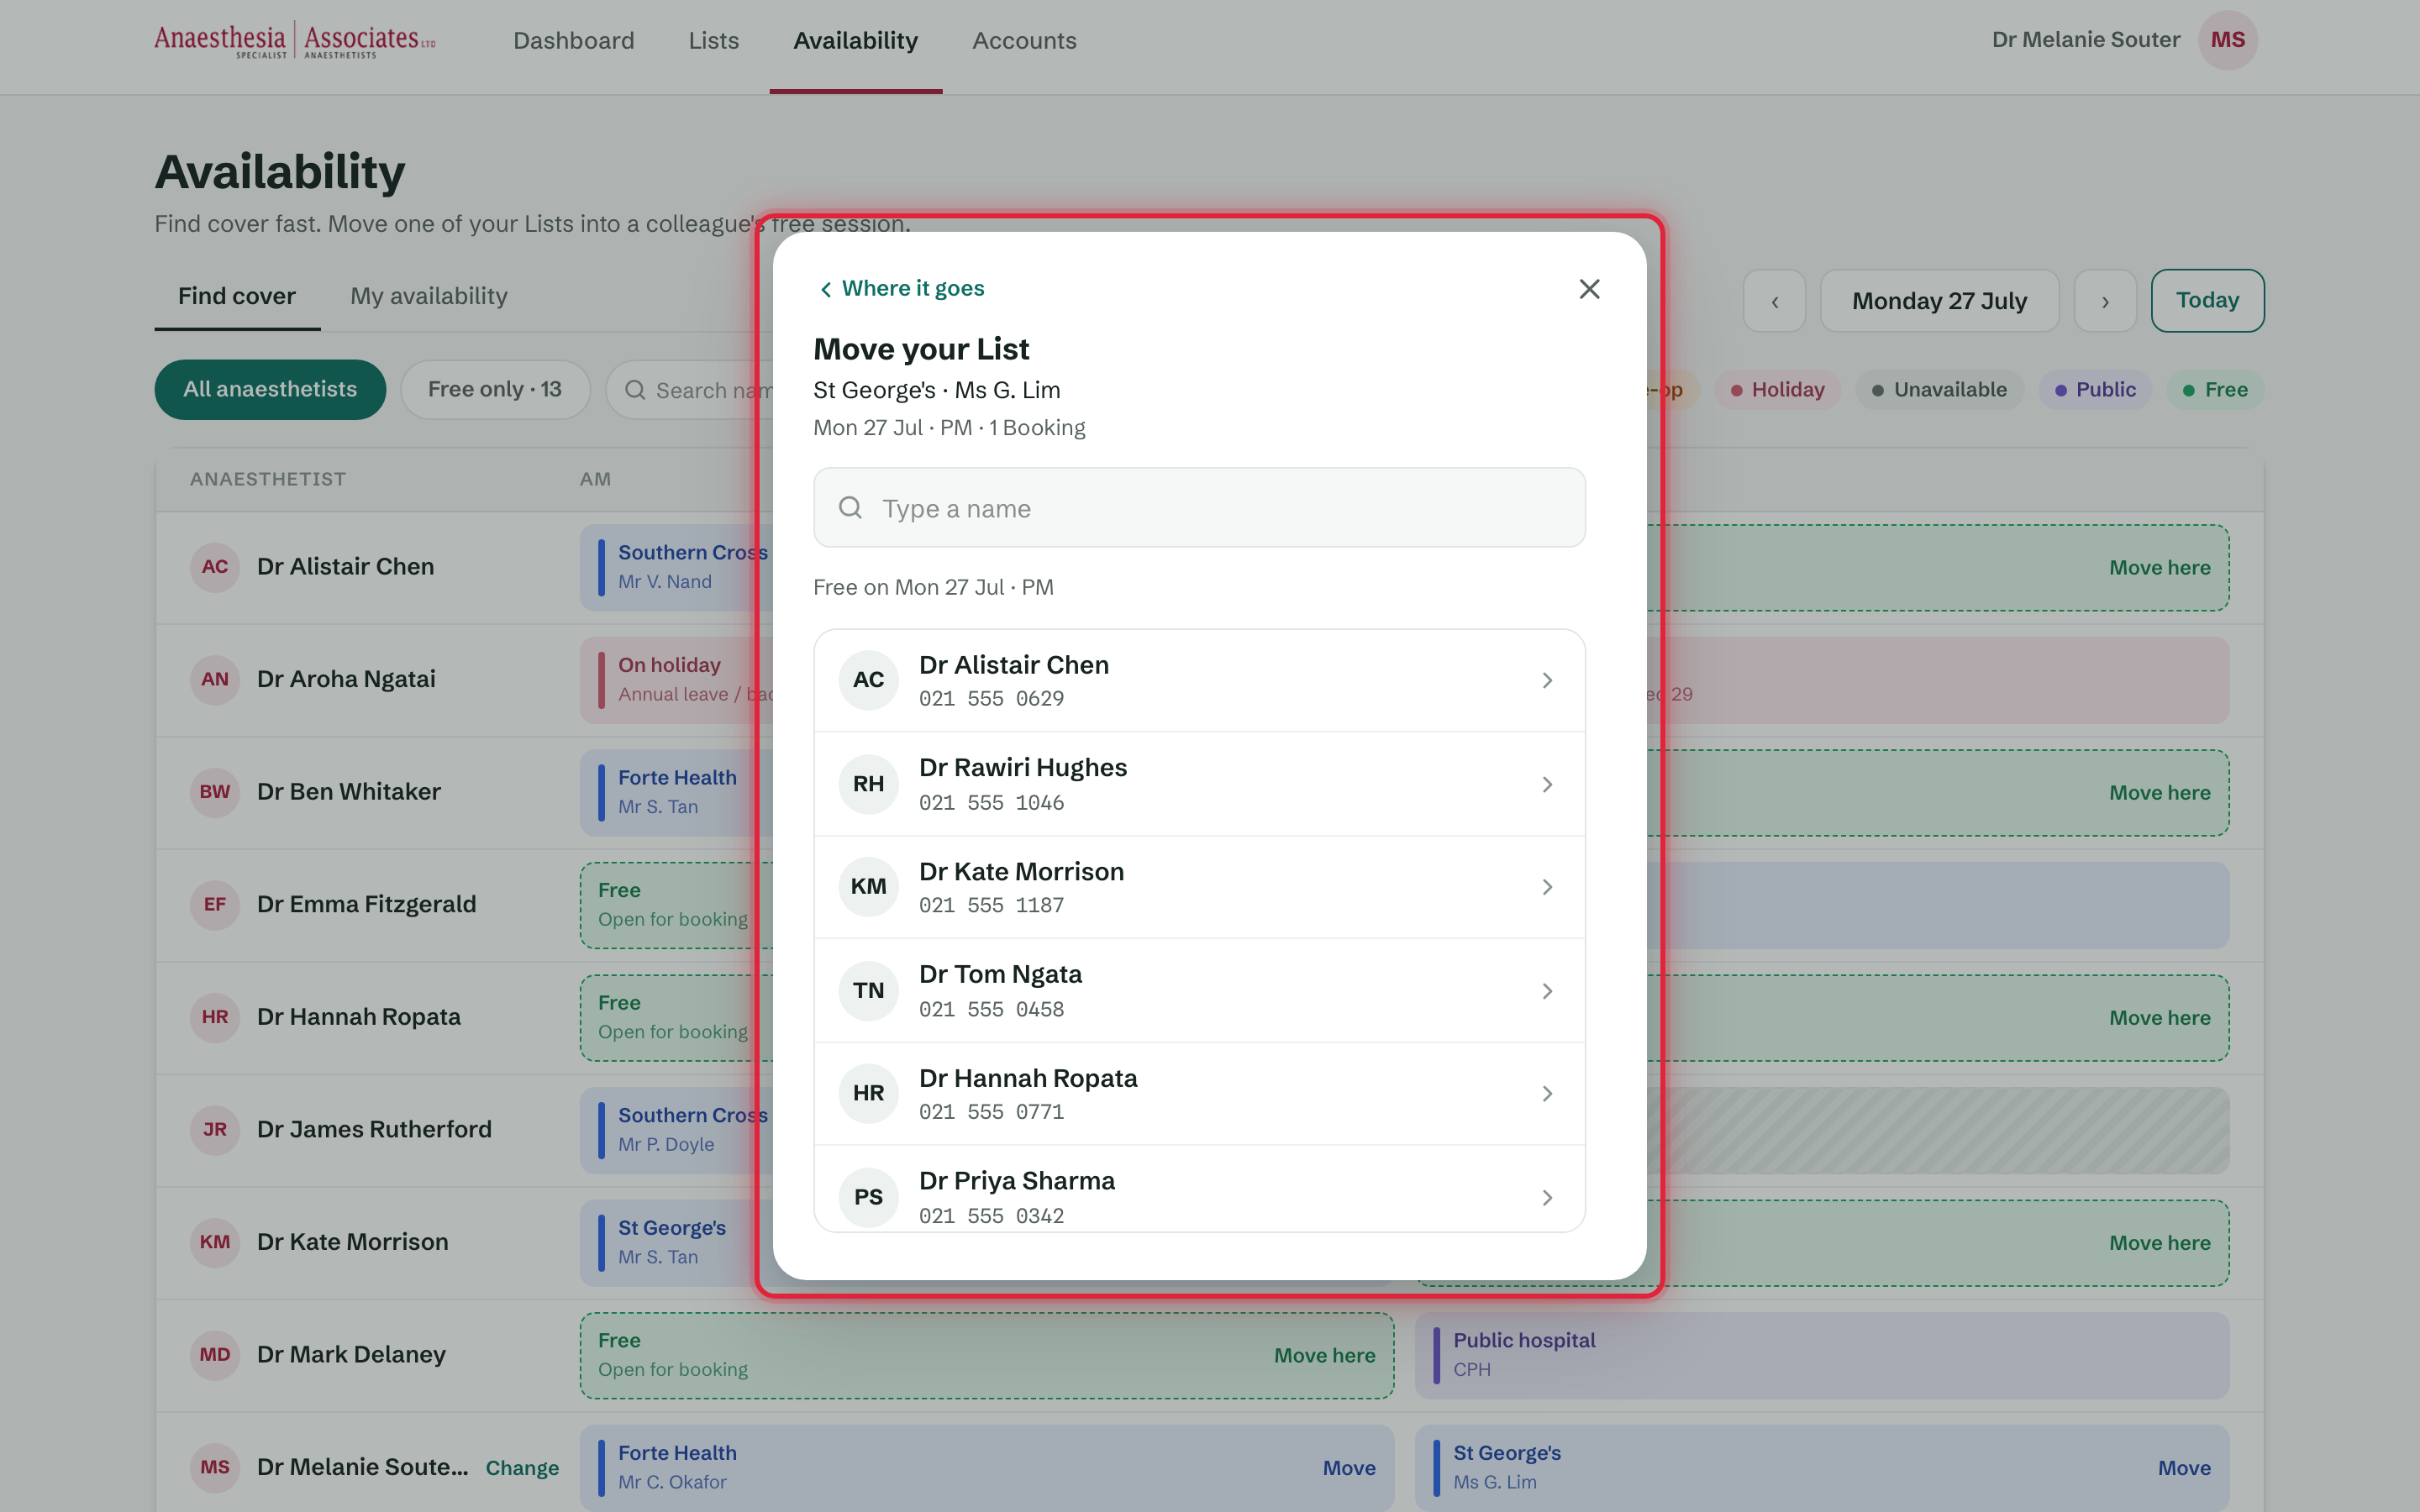 Anaesthesia | Associates LTD
SPECIALIST ANAESTHETISTS
Dashboard
Lists
Availability
Accounts
Dr Melanie Souter
MS
Availability
Find cover fast. Move one of your Lists into a colleague's free session.
Find cover
My availability
‹
Monday 27 July
›
Today
All anaesthetists
Free only · 13
Search nam
e-op
Holiday
Unavailable
Public
Free
ANAESTHETIST
AM
AC
Dr Alistair Chen
Southern Cross
Mr V. Nand
Move here
AN
Dr Aroha Ngatai
On holiday
Annual leave / bac
ed 29
BW
Dr Ben Whitaker
Forte Health
Mr S. Tan
Move here
EF
Dr Emma Fitzgerald
Free
Open for booking
HR
Dr Hannah Ropata
Free
Open for booking
Move here
JR
Dr James Rutherford
Southern Cross
Mr P. Doyle
KM
Dr Kate Morrison
St George's
Mr S. Tan
Move here
MD
Dr Mark Delaney
Free
Open for booking
Move here
Public hospital
CPH
MS
Dr Melanie Soute...
Change
Forte Health
Mr C. Okafor
Move
St George's
Ms G. Lim
Move
Where it goes
Move your List
St George's · Ms G. Lim
Mon 27 Jul · PM · 1 Booking
Type a name
Free on Mon 27 Jul · PM
AC
Dr Alistair Chen
021 555 0629
RH
Dr Rawiri Hughes
021 555 1046
KM
Dr Kate Morrison
021 555 1187
TN
Dr Tom Ngata
021 555 0458
HR
Dr Hannah Ropata
021 555 0771
PS
Dr Priya Sharma
021 555 0342